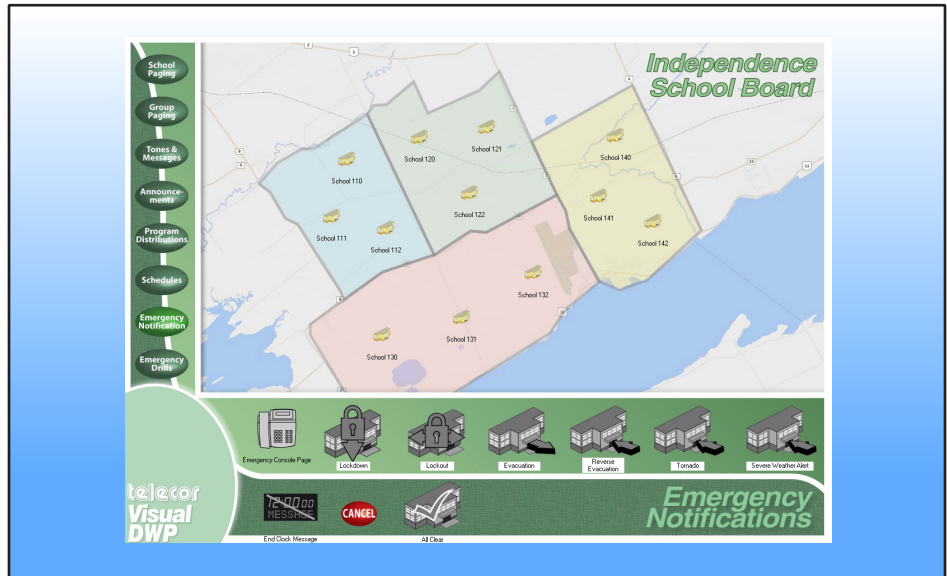 School
Paging
Group
Paging
Tones &
Messages
Announce-
ments
Program
Distributions
Schedules
Emergency
Notification
Emergency
Drills
Independence
School Board
School 110
School 111
School 112
School 120
School 121
School 122
School 140
School 141
School 142
School 130
School 131
School 132
Emergency Console Page
Lockdown
Lockout
Evacuation
Reverse
Evacuation
Tornado
Severe Weather Alert
telecor
Visual
DWP
12:00 00
MESSAGE
End Clock Message
CANCEL
All Clear
Emergency
Notifications